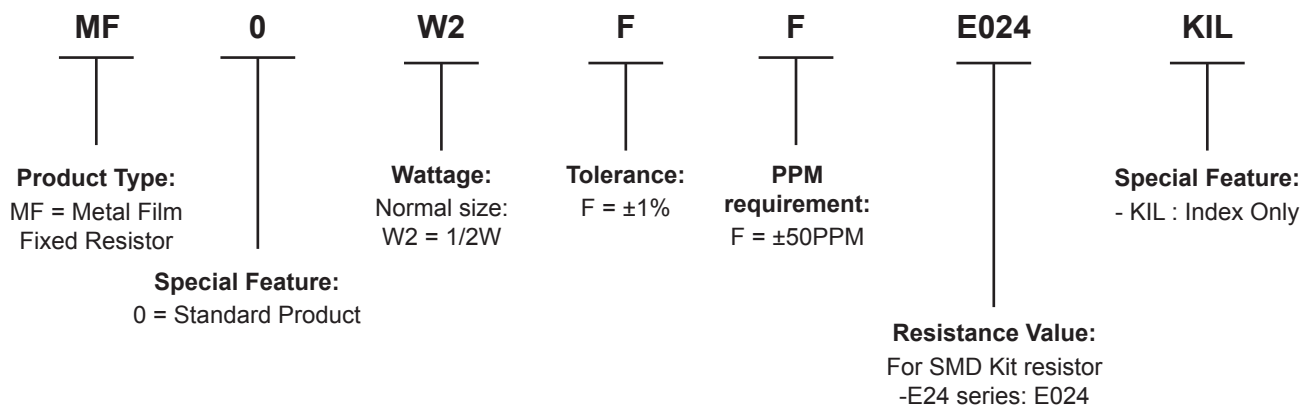 MF 0 W2 F F E024 KIL
Product Type:
MF = Metal Film
Fixed Resistor
Special Feature:
0 = Standard Product
Wattage:
Normal size:
W2 = 1/2W
Tolerance:
F = ±1%
PPM
requirement:
F = ±50PPM
Resistance Value:
For SMD Kit resistor
-E24 series: E024
Special Feature:
- KIL : Index Only